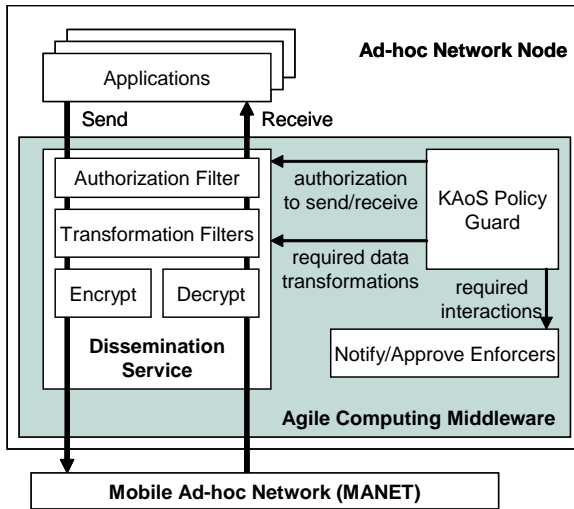 Ad-hoc Network Node
Applications
Send
Receive
Authorization Filter
authorization
to send/receive
KAoS Policy
Guard
Transformation Filters
required data
transformations
Encrypt
Decrypt
required
interactions
Dissemination
Service
Notify/Approve Enforcers
Agile Computing Middleware
Mobile Ad-hoc Network (MANET)